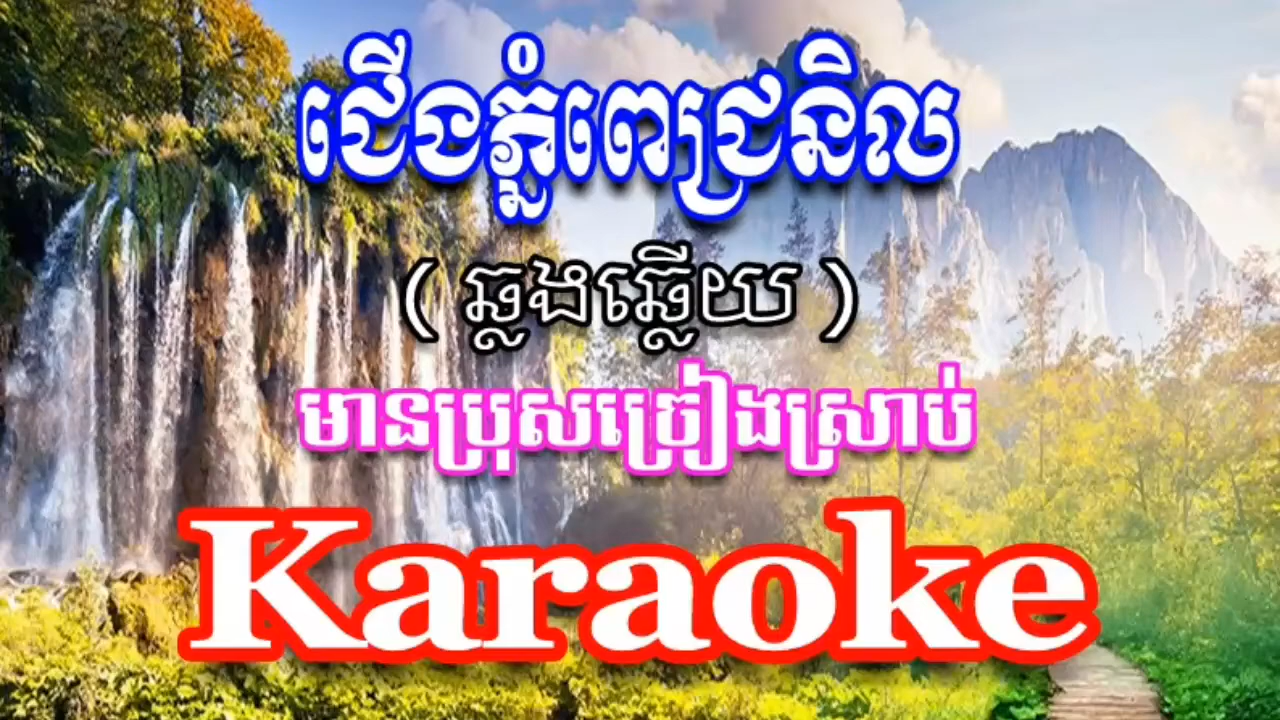 ជើងភ្នំពេជ្រនិល
( ឆ្លងឆ្លើយ )
មានប្រុសច្រៀងស្រាប់
Karaoke